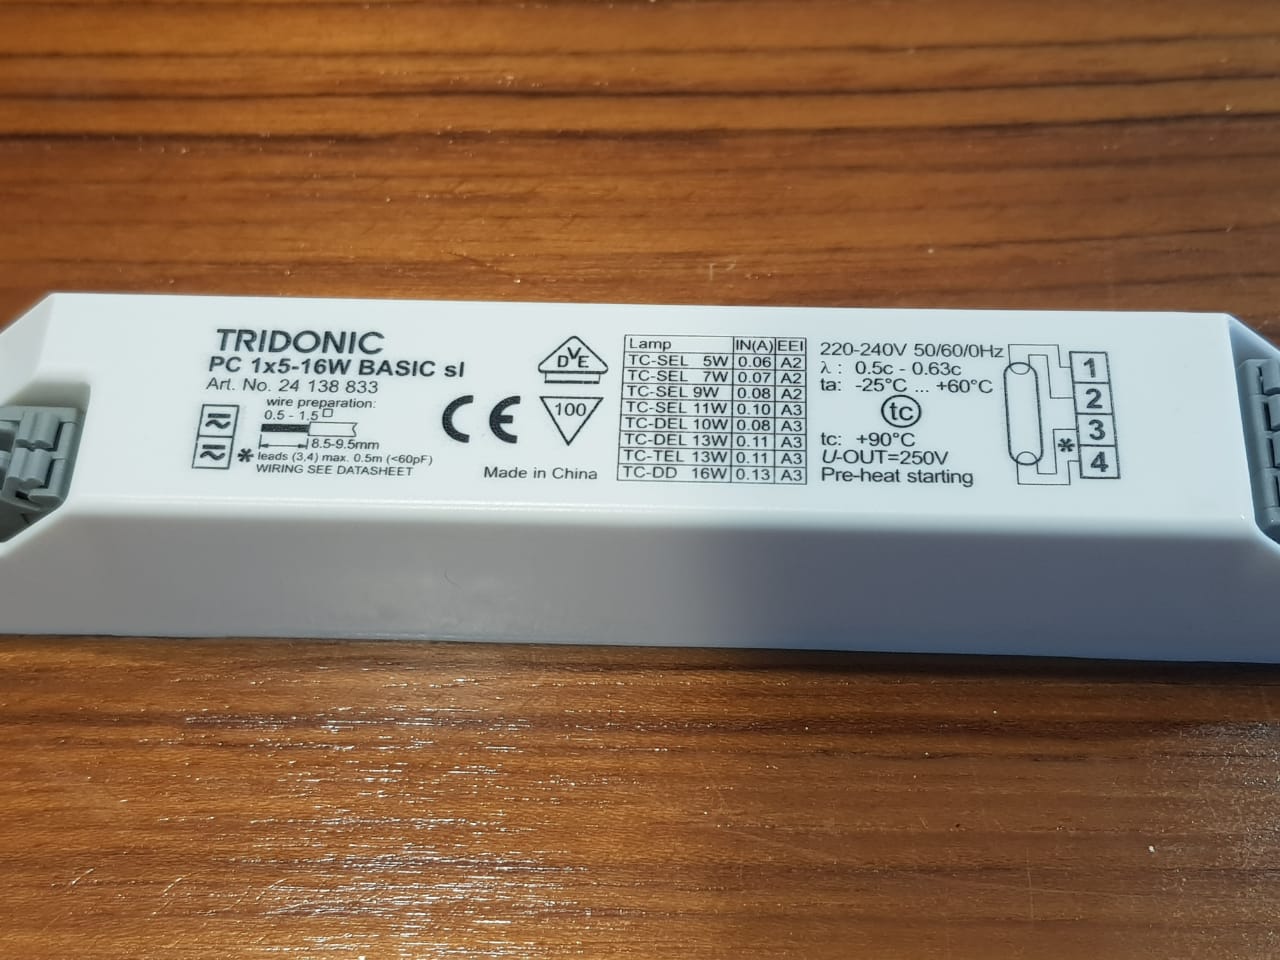 TRIDONIC
PC 1x5-16W BASIC sl
Art. No. 24 138 833
wire preparation:
0.5 - 1.5
8.5-9.5mm
* leads (3,4) max. 0.5m (<60pF)
WIRING SEE DATASHEET
CE
DVE
100
Made in China
Lamp IN(A) EEI
TC-SEL 5W 0.06 A2
TC-SEL 7W 0.07 A2
TC-SEL 9W 0.08 A2
TC-SEL 11W 0.10 A3
TC-DEL 10W 0.08 A3
TC-DEL 13W 0.11 A3
TC-TEL 13W 0.11 A3
TC-DD 16W 0.13 A3
220-240V 50/60/0Hz
λ : 0.5c - 0.63c
ta: -25°C ... +60°C
tc
tc: +90°C
U-OUT=250V
Pre-heat starting
1
2
3
* 4